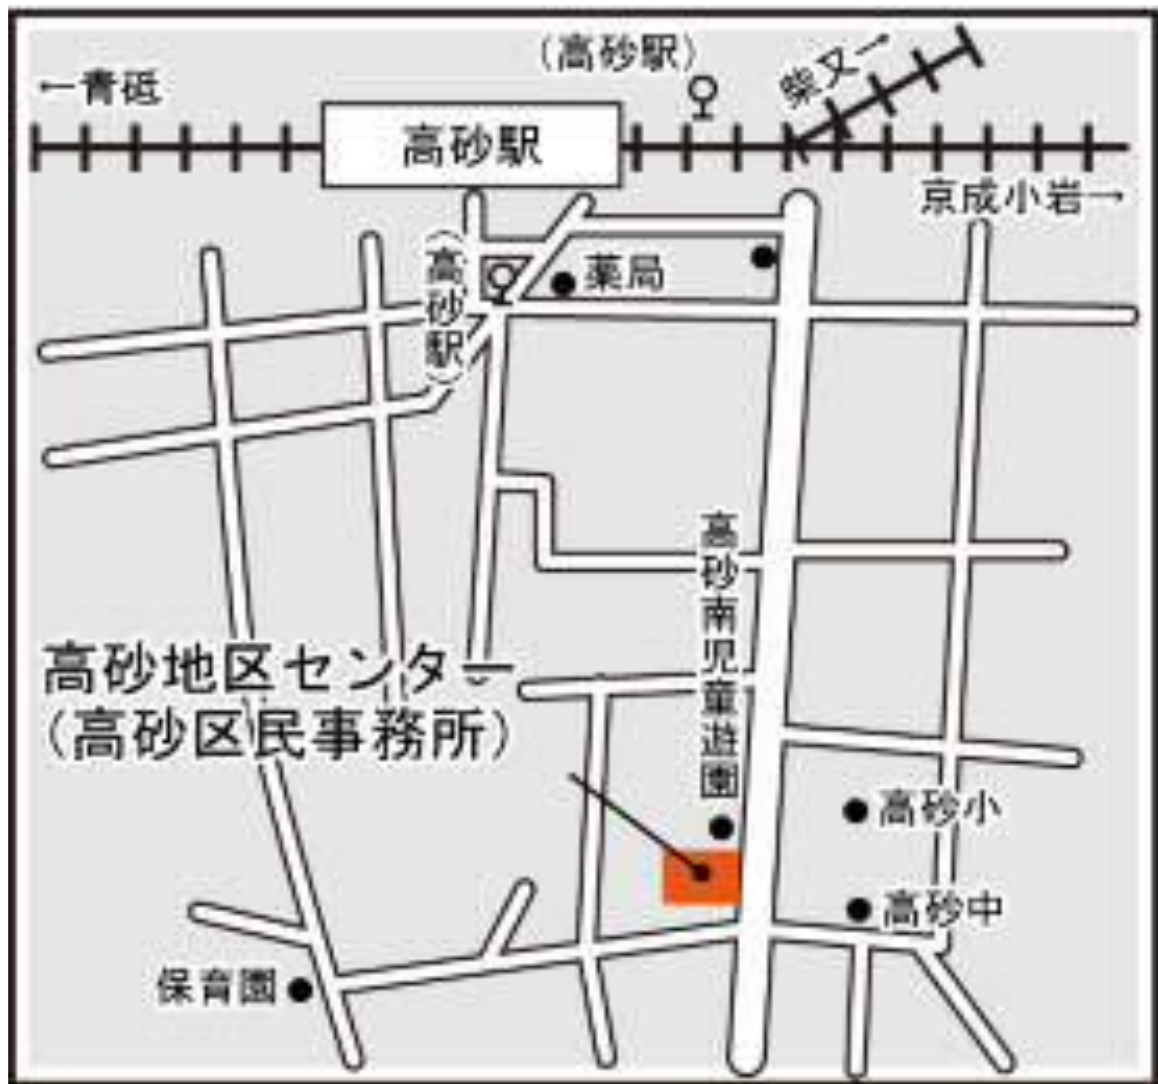 (高砂駅)
柴又→
←青砥
高砂駅
京成小岩→
(高砂駅)
薬局
高砂南児童遊園
高砂地区センター
(高砂区民事務所)
高砂小
高砂中
保育園